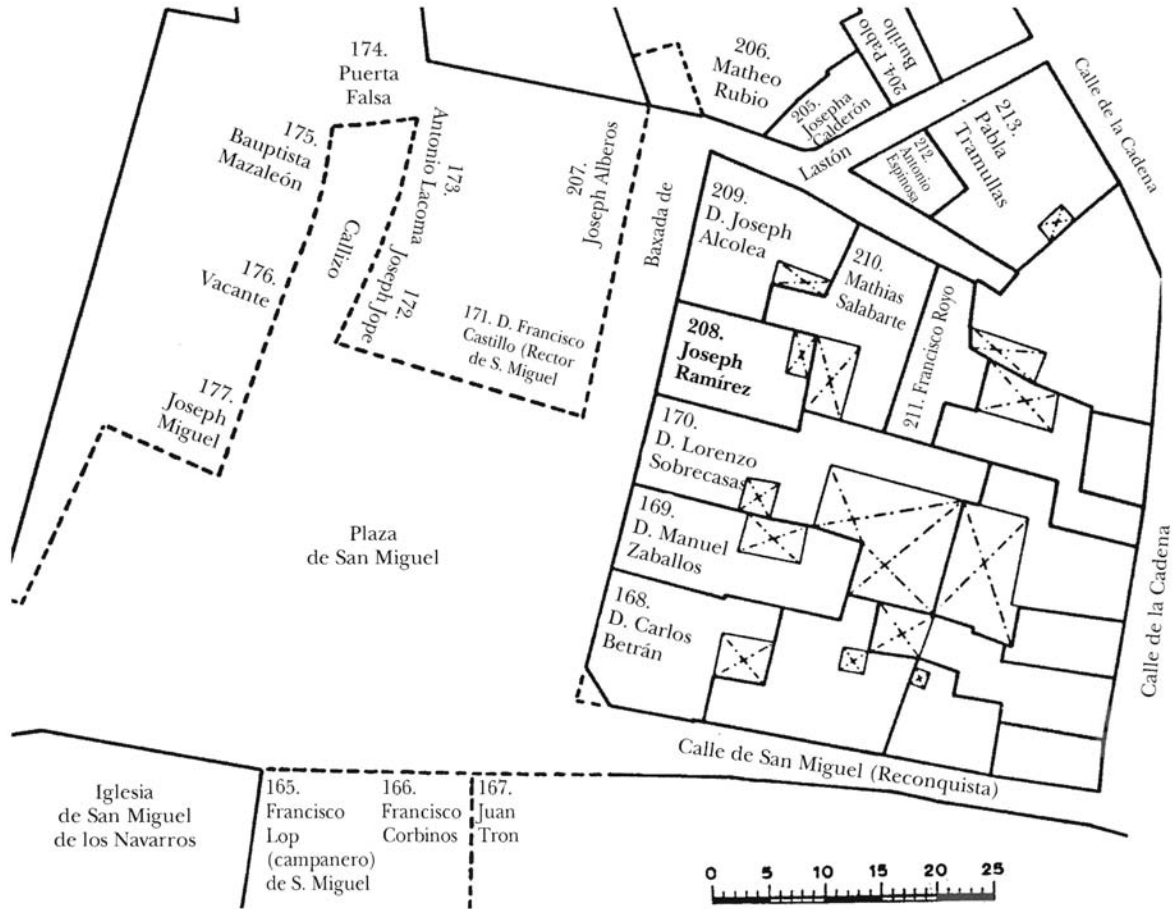 174.
Puerta
Falsa
175.
Bauptista
Mazaleón
176.
Vacante
177.
Joseph
Miguel
Callizo
173.
Antonio Lacoma
172.
Joseph Jope
171. D. Francisco
Castillo (Rector
de S. Miguel
207.
Joseph Alberos
206.
Matheo
Rubio
205.
Josepha
Calderón
204. Pablo
Burillo
Baxada de
Lastón
213.
Pabla
Tramullas
212.
Antonio
Espinosa
Calle de la Cadena
209.
D. Joseph
Alcolea
210.
Mathias
Salabarte
211. Francisco Royo
208.
Joseph
Ramírez
170.
D. Lorenzo
Sobrecasas
169.
D. Manuel
Zaballos
168.
D. Carlos
Betrán
Plaza
de San Miguel
Calle de la Cadena
Calle de San Miguel (Reconquista)
Iglesia
de San Miguel
de los Navarros
165.
Francisco
Lop
(campanero)
de S. Miguel
166.
Francisco
Corbinos
167.
Juan
Tron
0 5 10 15 20 25